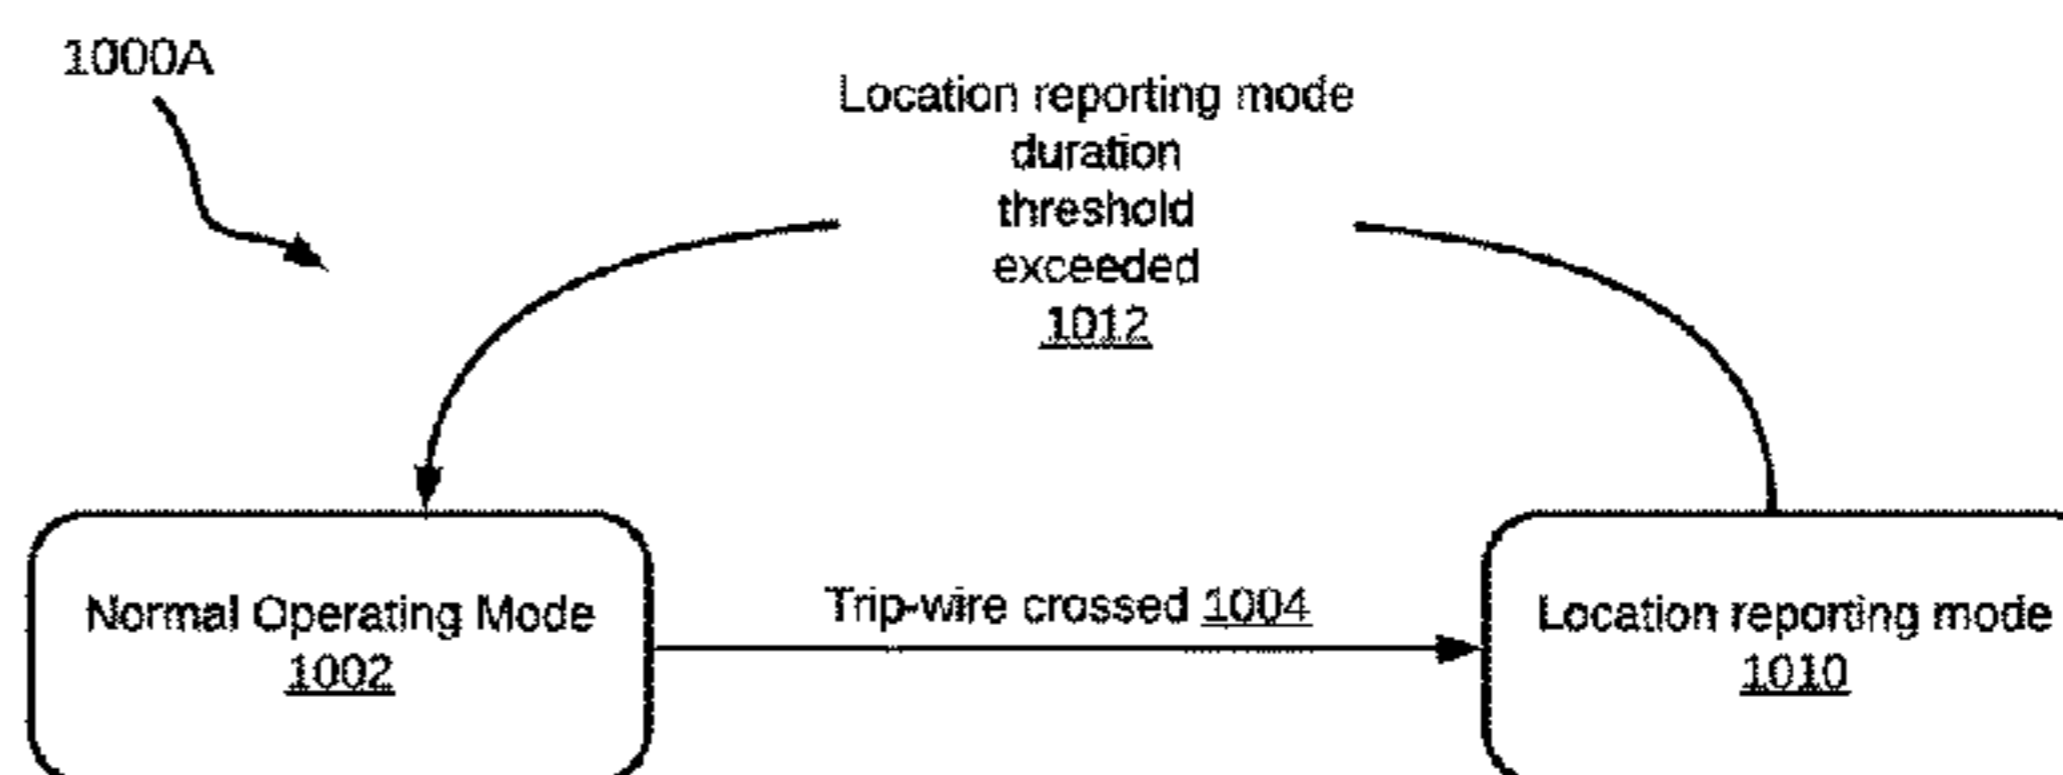 1000A
Location reporting mode
duration
threshold
exceeded
1012
Normal Operating Mode
1002
Trip-wire crossed 1004
Location reporting mode
1010